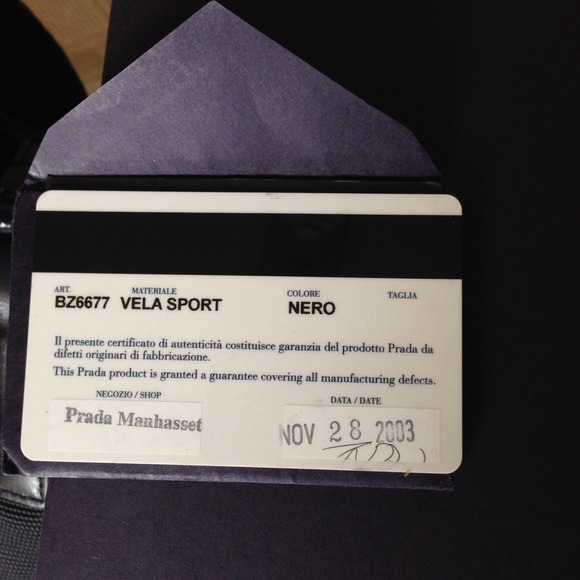 ART. MATERIALE COLORE TAGLIA
BZ6677 VELA SPORT NERO
Il presente certificato di autenticità costituisce garanzia del prodotto Prada da
difetti originari di fabbricazione.
This Prada product is granted a guarantee covering all manufacturing defects.
NEGOZIO / SHOP DATA / DATE
Prada Manhasset NOV 28 2003